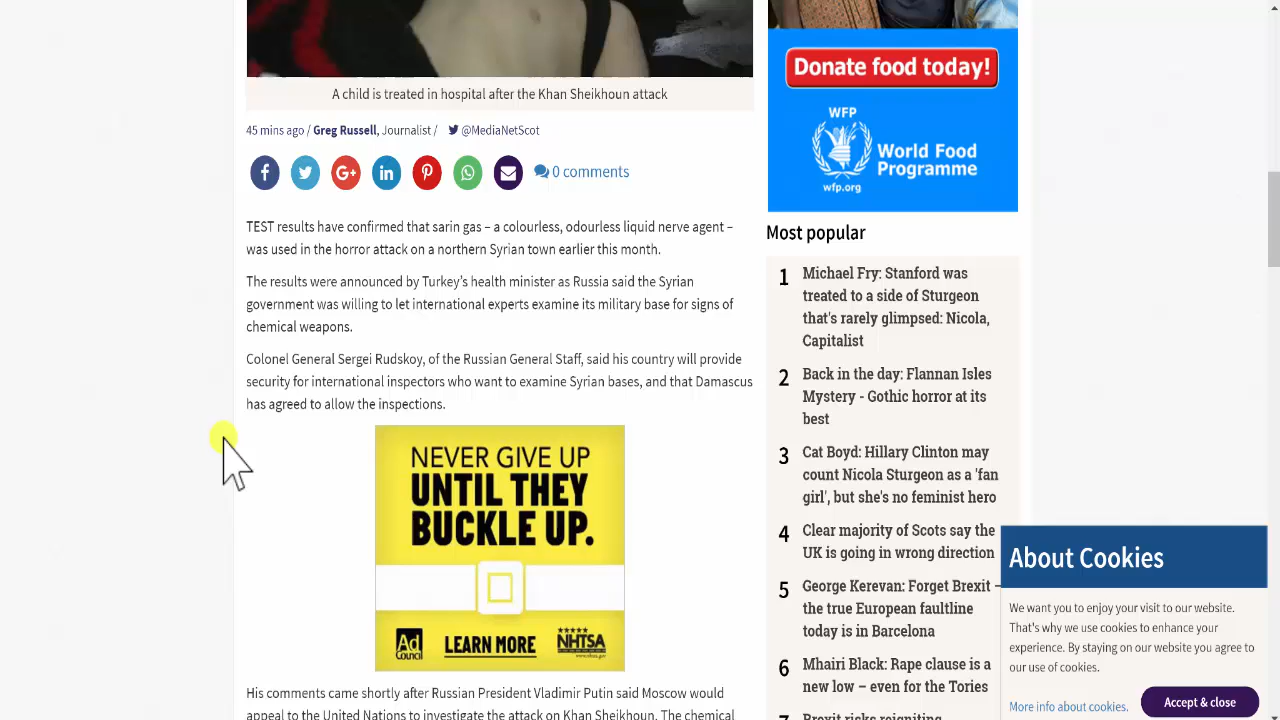 Donate food today!
WFP
World Food
Programme
wfp.org
A child is treated in hospital after the Khan Sheikhoun attack
45 mins ago / Greg Russell, Journalist / @MediaNetScot
G+
in
0 comments
TEST results have confirmed that sarin gas – a colourless, odourless liquid nerve agent –
was used in the horror attack on a northern Syrian town earlier this month.
The results were announced by Turkey’s health minister as Russia said the Syrian
government was willing to let international experts examine its military base for signs of
chemical weapons.
Colonel General Sergei Rudskoy, of the Russian General Staff, said his country will provide
security for international inspectors who want to examine Syrian bases, and that Damascus
has agreed to allow the inspections.
NEVER GIVE UP
UNTIL THEY
BUCKLE UP.
Ad
Council
LEARN MORE
NHTSA
www.nhtsa.gov
His comments came shortly after Russian President Vladimir Putin said Moscow would
appeal to the United Nations to investigate the attack on Khan Sheikhoun. The chemical
Most popular
1 Michael Fry: Stanford was
treated to a side of Sturgeon
that's rarely glimpsed: Nicola,
Capitalist
2 Back in the day: Flannan Isles
Mystery - Gothic horror at its
best
3 Cat Boyd: Hillary Clinton may
count Nicola Sturgeon as a 'fan
girl', but she's no feminist hero
4 Clear majority of Scots say the
UK is going in wrong direction
5 George Kerevan: Forget Brexit –
the true European faultline
today is in Barcelona
6 Mhairi Black: Rape clause is a
new low – even for the Tories
7 Brexit risks reigniting
About Cookies
We want you to enjoy your visit to our website.
That's why we use cookies to enhance your
experience. By staying on our website you agree to
our use of cookies.
More info about cookies.
Accept & close